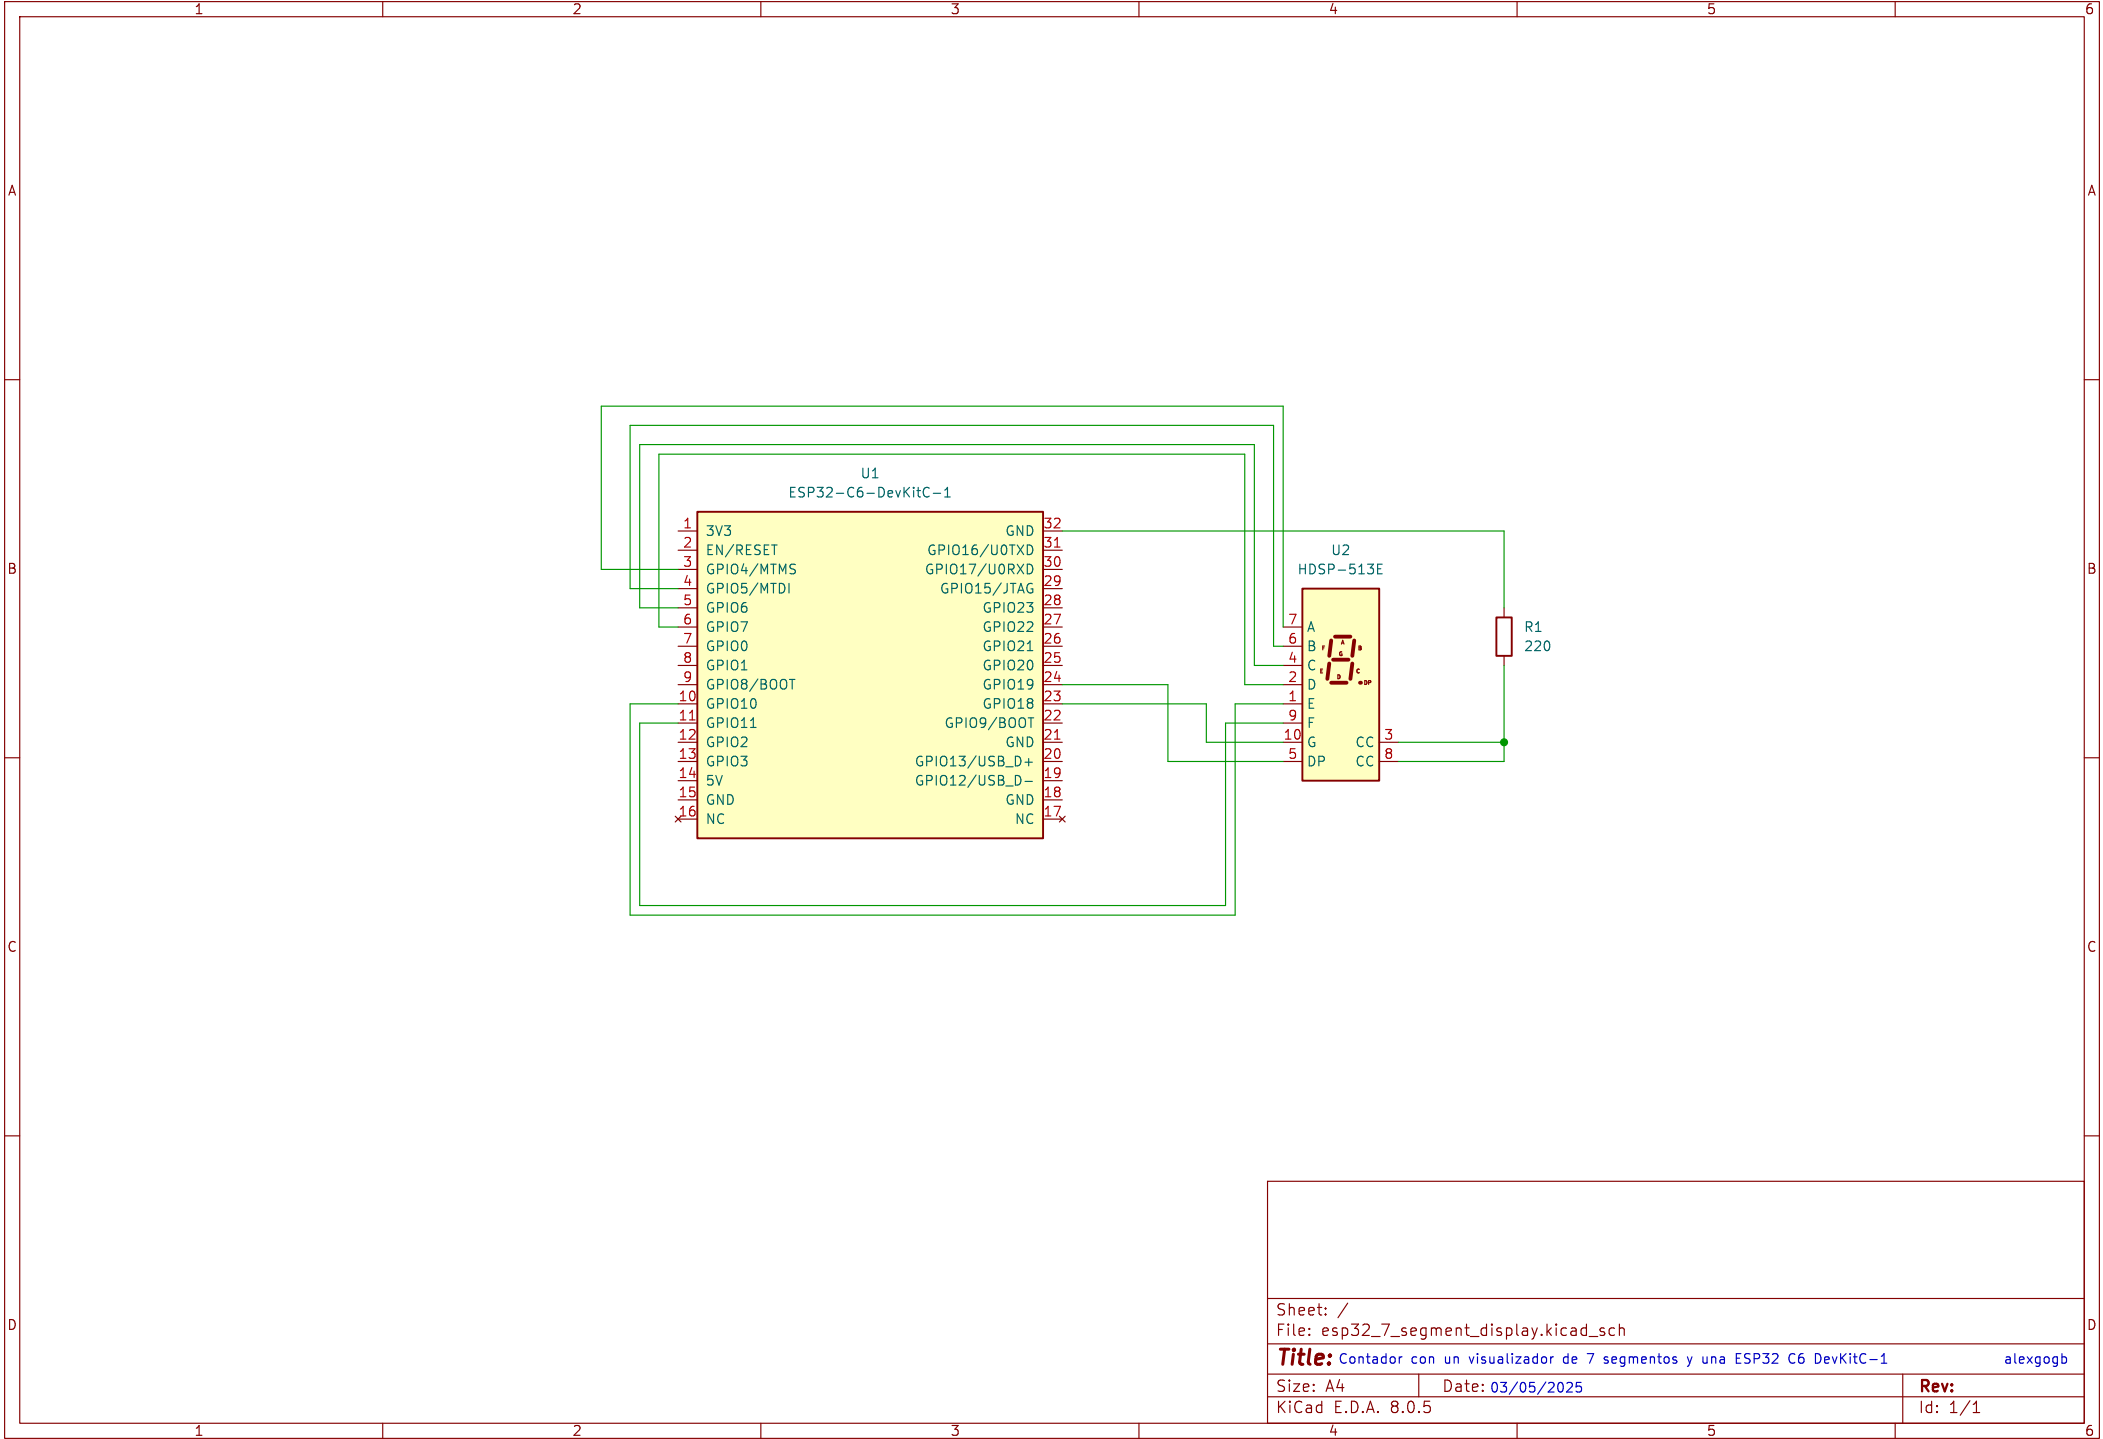 1 2 3 4 5 6
A A
B B
C C
D D
U1
ESP32-C6-DevKitC-1
1 3V3 GND 32
2 EN/RESET GPIO16/U0TXD 31
3 GPIO4/MTMS GPIO17/U0RXD 30
4 GPIO5/MTDI GPIO15/JTAG 29
5 GPIO6 GPIO23 28
6 GPIO7 GPIO22 27
7 GPIO0 GPIO21 26
8 GPIO1 GPIO20 25
9 GPIO8/BOOT GPIO19 24
10 GPIO10 GPIO18 23
11 GPIO11 GPIO9/BOOT 22
12 GPIO2 GND 21
13 GPIO3 GPIO13/USB_D+ 20
14 5V GPIO12/USB_D- 19
15 GND GND 18
16 NC NC 17
U2
HDSP-513E
7 A
6 B
4 C
2 D
1 E
9 F
10 G CC 3
5 DP CC 8
A
F B
G
E C
D DP
R1
220
Sheet: /
File: esp32_7_segment_display.kicad_sch
Title: Contador con un visualizador de 7 segmentos y una ESP32 C6 DevKitC-1 alexgogb
Size: A4 Date: 03/05/2025 Rev:
KiCad E.D.A. 8.0.5 Id: 1/1
1 2 3 4 5 6